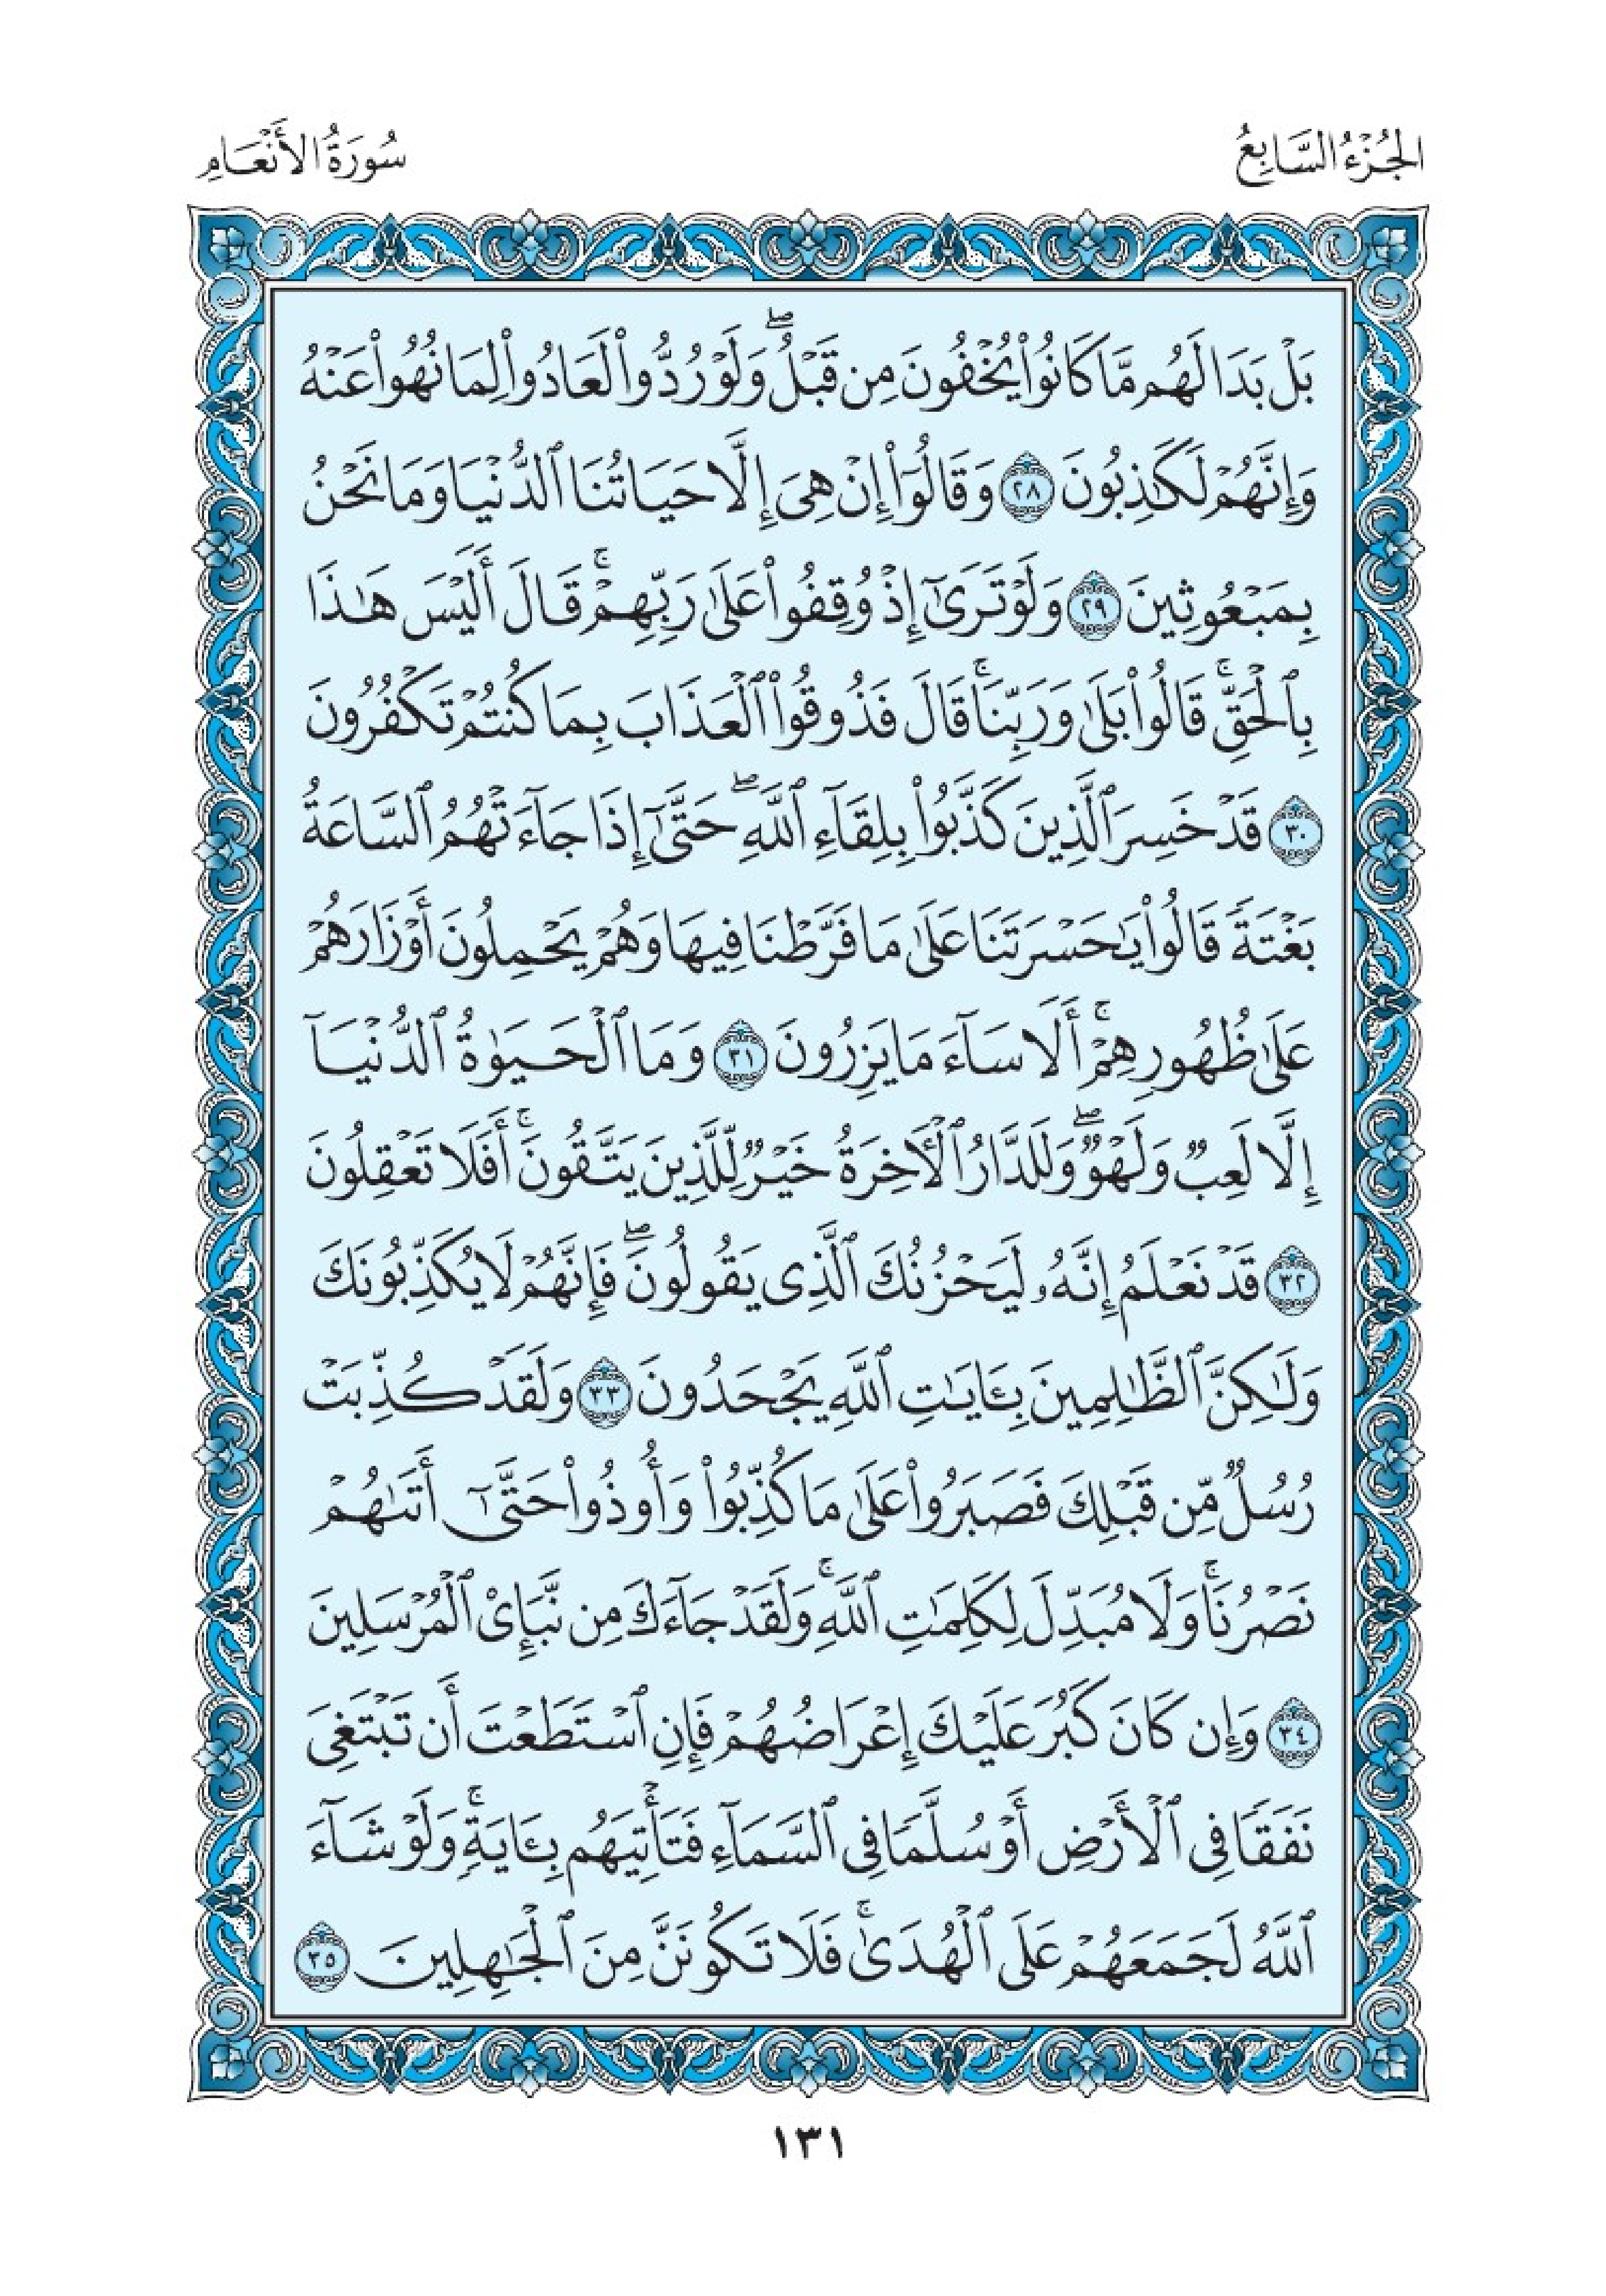 الجُزْءُ السَّابِعُ
سُورَةُ الأَنْعَامِ
بَلْ بَدَا لَهُم مَّا كَانُوا۟ يُخْفُونَ مِن قَبْلُۖ وَلَوْ رُدُّوا۟ لَعَادُوا۟ لِمَا نُهُوا۟ عَنْهُ
وَإِنَّهُمْ لَكَٰذِبُونَ ٢٨ وَقَالُوٓا۟ إِنْ هِىَ إِلَّا حَيَاتُنَا ٱلدُّنْيَا وَمَا نَحْنُ
بِمَبْعُوثِينَ ٢٩ وَلَوْ تَرَىٰٓ إِذْ وُقِفُوا۟ عَلَىٰ رَبِّهِمْۚ قَالَ أَلَيْسَ هَٰذَا
بِٱلْحَقِّۚ قَالُوا۟ بَلَىٰ وَرَبِّنَاۚ قَالَ فَذُوقُوا۟ ٱلْعَذَابَ بِمَا كُنتُمْ تَكْفُرُونَ
٣٠ قَدْ خَسِرَ ٱلَّذِينَ كَذَّبُوا۟ بِلِقَآءِ ٱللَّهِۖ حَتَّىٰٓ إِذَا جَآءَتْهُمُ ٱلسَّاعَةُ
بَغْتَةً قَالُوا۟ يَٰحَسْرَتَنَا عَلَىٰ مَا فَرَّطْنَا فِيهَا وَهُمْ يَحْمِلُونَ أَوْزَارَهُمْ
عَلَىٰ ظُهُورِهِمْۚ أَلَا سَآءَ مَا يَزِرُونَ ٣١ وَمَا ٱلْحَيَوٰةُ ٱلدُّنْيَآ
إِلَّا لَعِبٌ وَلَهْوٌۖ وَلَلدَّارُ ٱلْءَاخِرَةُ خَيْرٌ لِّلَّذِينَ يَتَّقُونَۚ أَفَلَا تَعْقِلُونَ
٣٢ قَدْ نَعْلَمُ إِنَّهُۥ لَيَحْزُنُكَ ٱلَّذِى يَقُولُونَۖ فَإِنَّهُمْ لَا يُكَذِّبُونَكَ
وَلَٰكِنَّ ٱلظَّٰلِمِينَ بِـَٔايَٰتِ ٱللَّهِ يَجْحَدُونَ ٣٣ وَلَقَدْ كُذِّبَتْ
رُسُلٌ مِّن قَبْلِكَ فَصَبَرُوا۟ عَلَىٰ مَا كُذِّبُوا۟ وَأُوذُوا۟ حَتَّىٰٓ أَتَىٰهُمْ
نَصْرُنَاۚ وَلَا مُبَدِّلَ لِكَلِمَٰتِ ٱللَّهِۚ وَلَقَدْ جَآءَكَ مِن نَّبَإِى۟ ٱلْمُرْسَلِينَ
٣٤ وَإِن كَانَ كَبُرَ عَلَيْكَ إِعْرَاضُهُمْ فَإِنِ ٱسْتَطَعْتَ أَن تَبْتَغِىَ
نَفَقًا فِى ٱلْأَرْضِ أَوْ سُلَّمًا فِى ٱلسَّمَآءِ فَتَأْتِيَهُم بِـَٔايَةٍۚ وَلَوْ شَآءَ
ٱللَّهُ لَجَمَعَهُمْ عَلَى ٱلْهُدَىٰۚ فَلَا تَكُونَنَّ مِنَ ٱلْجَٰهِلِينَ ٣٥
١٣١